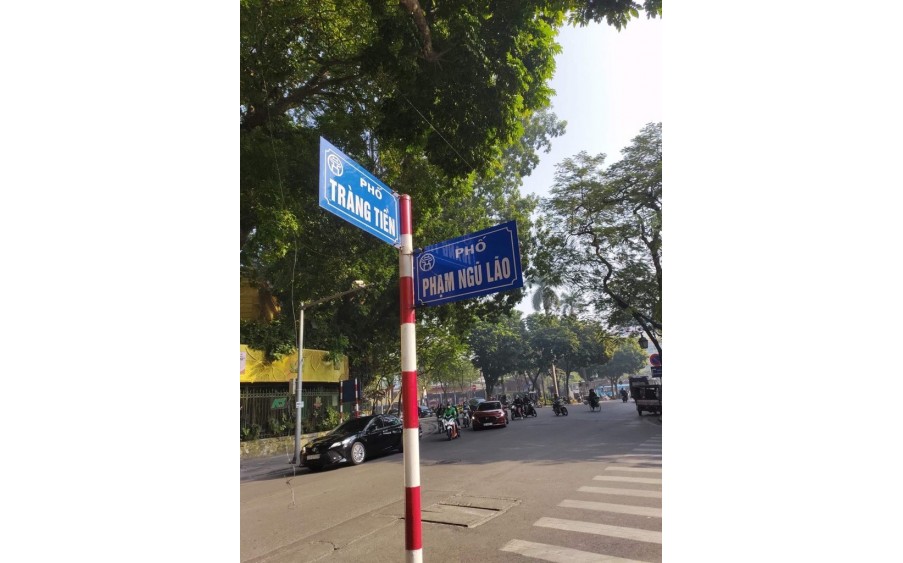 PHỐ
TRÀNG TIỀN
PHỐ
PHẠM NGŨ LÃO